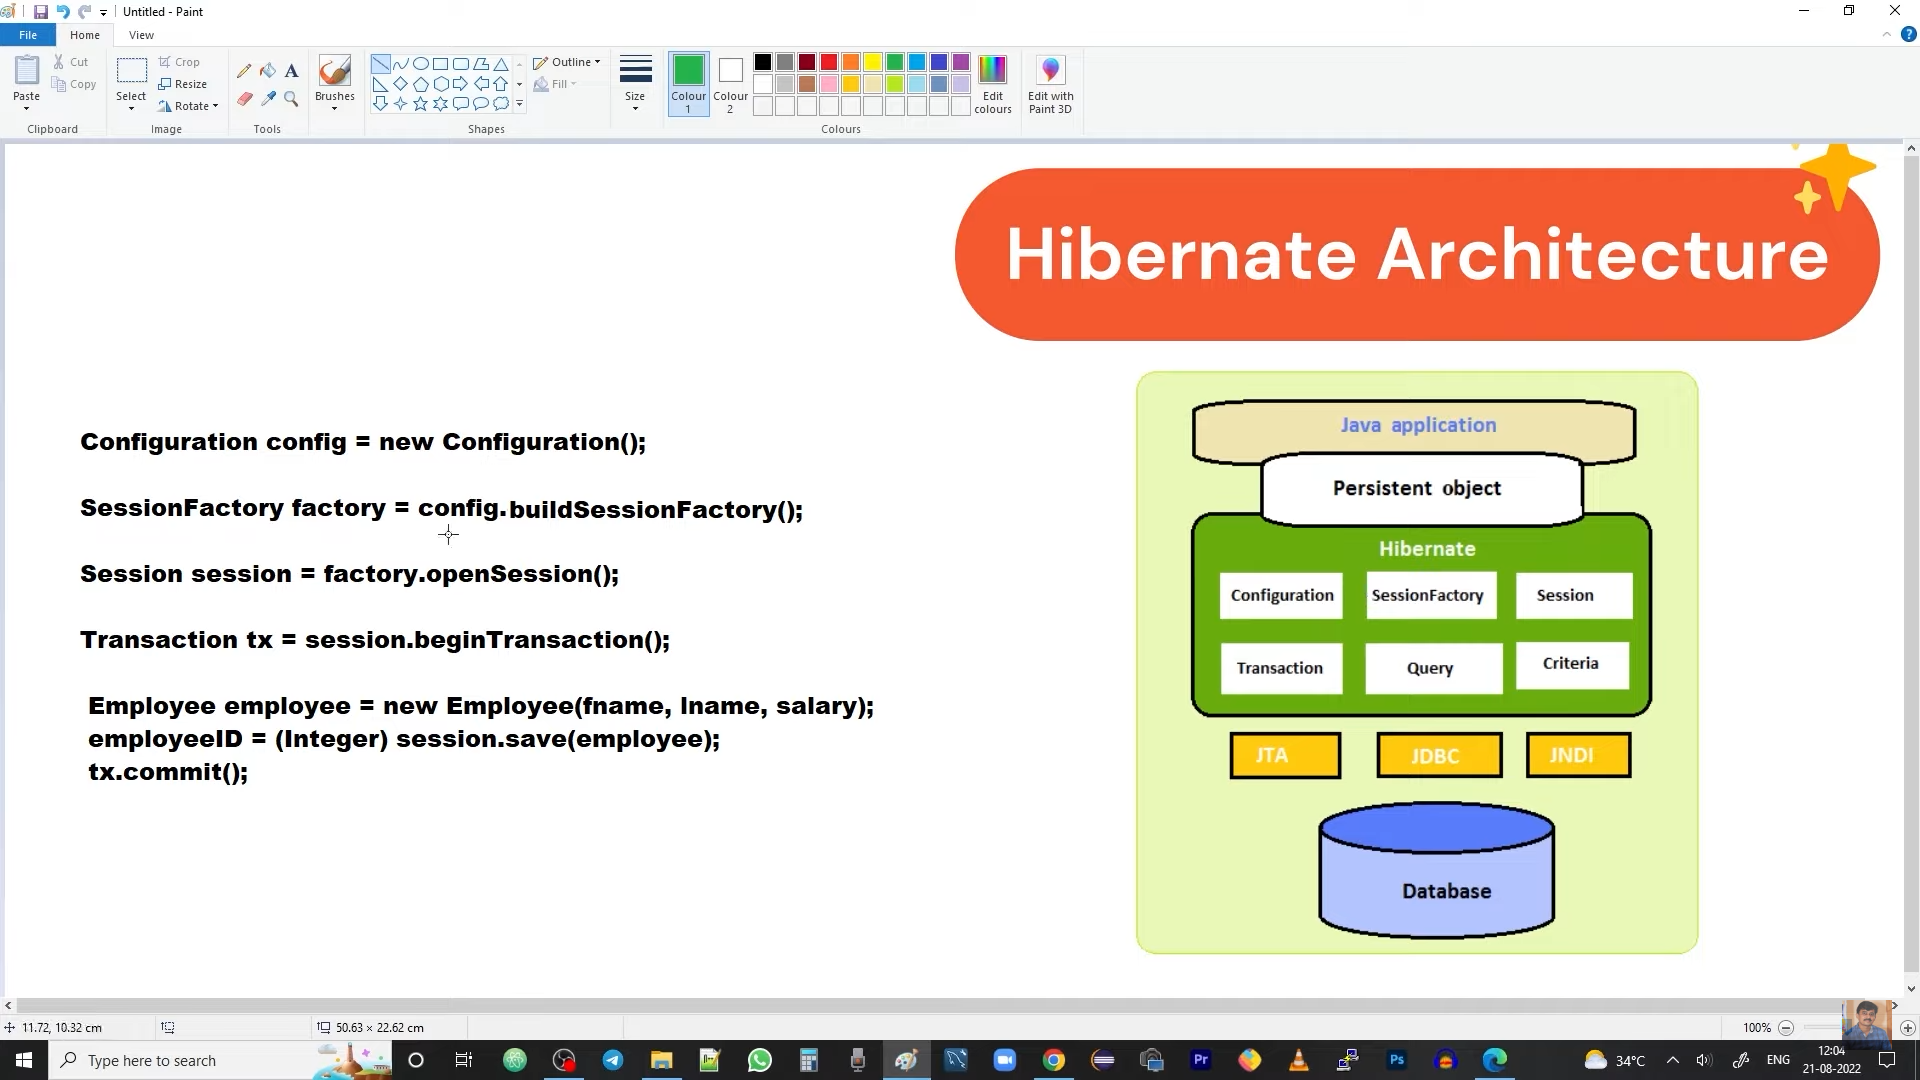 Untitled - Paint
File Home View
Paste
Cut
Copy
Clipboard
Select
Crop
Resize
Rotate
Image
A
Tools
Brushes
Shapes
Outline
Fill
Size
Colour 1
Colour 2
Edit colours
Colours
Edit with Paint 3D
Hibernate Architecture
Configuration config = new Configuration();
SessionFactory factory = config.buildSessionFactory();
Session session = factory.openSession();
Transaction tx = session.beginTransaction();
Employee employee = new Employee(fname, lname, salary);
employeeID = (Integer) session.save(employee);
tx.commit();
Java application
Persistent object
Hibernate
Configuration SessionFactory Session
Transaction Query Criteria
JTA JDBC JNDI
Database
11.72, 10.32 cm
50.63 × 22.62 cm
100%
Type here to search
Pr
Ps
34°C
ENG
12:04
21-08-2022